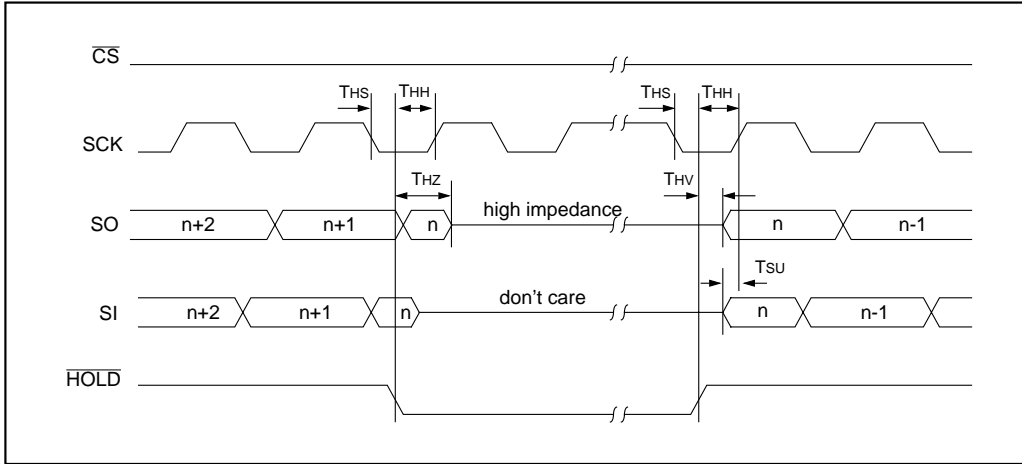 CS
THS THH THS THH
SCK
THZ THV
SO n+2 n+1 n high impedance n n-1
TSU
SI n+2 n+1 n don't care n n-1
HOLD